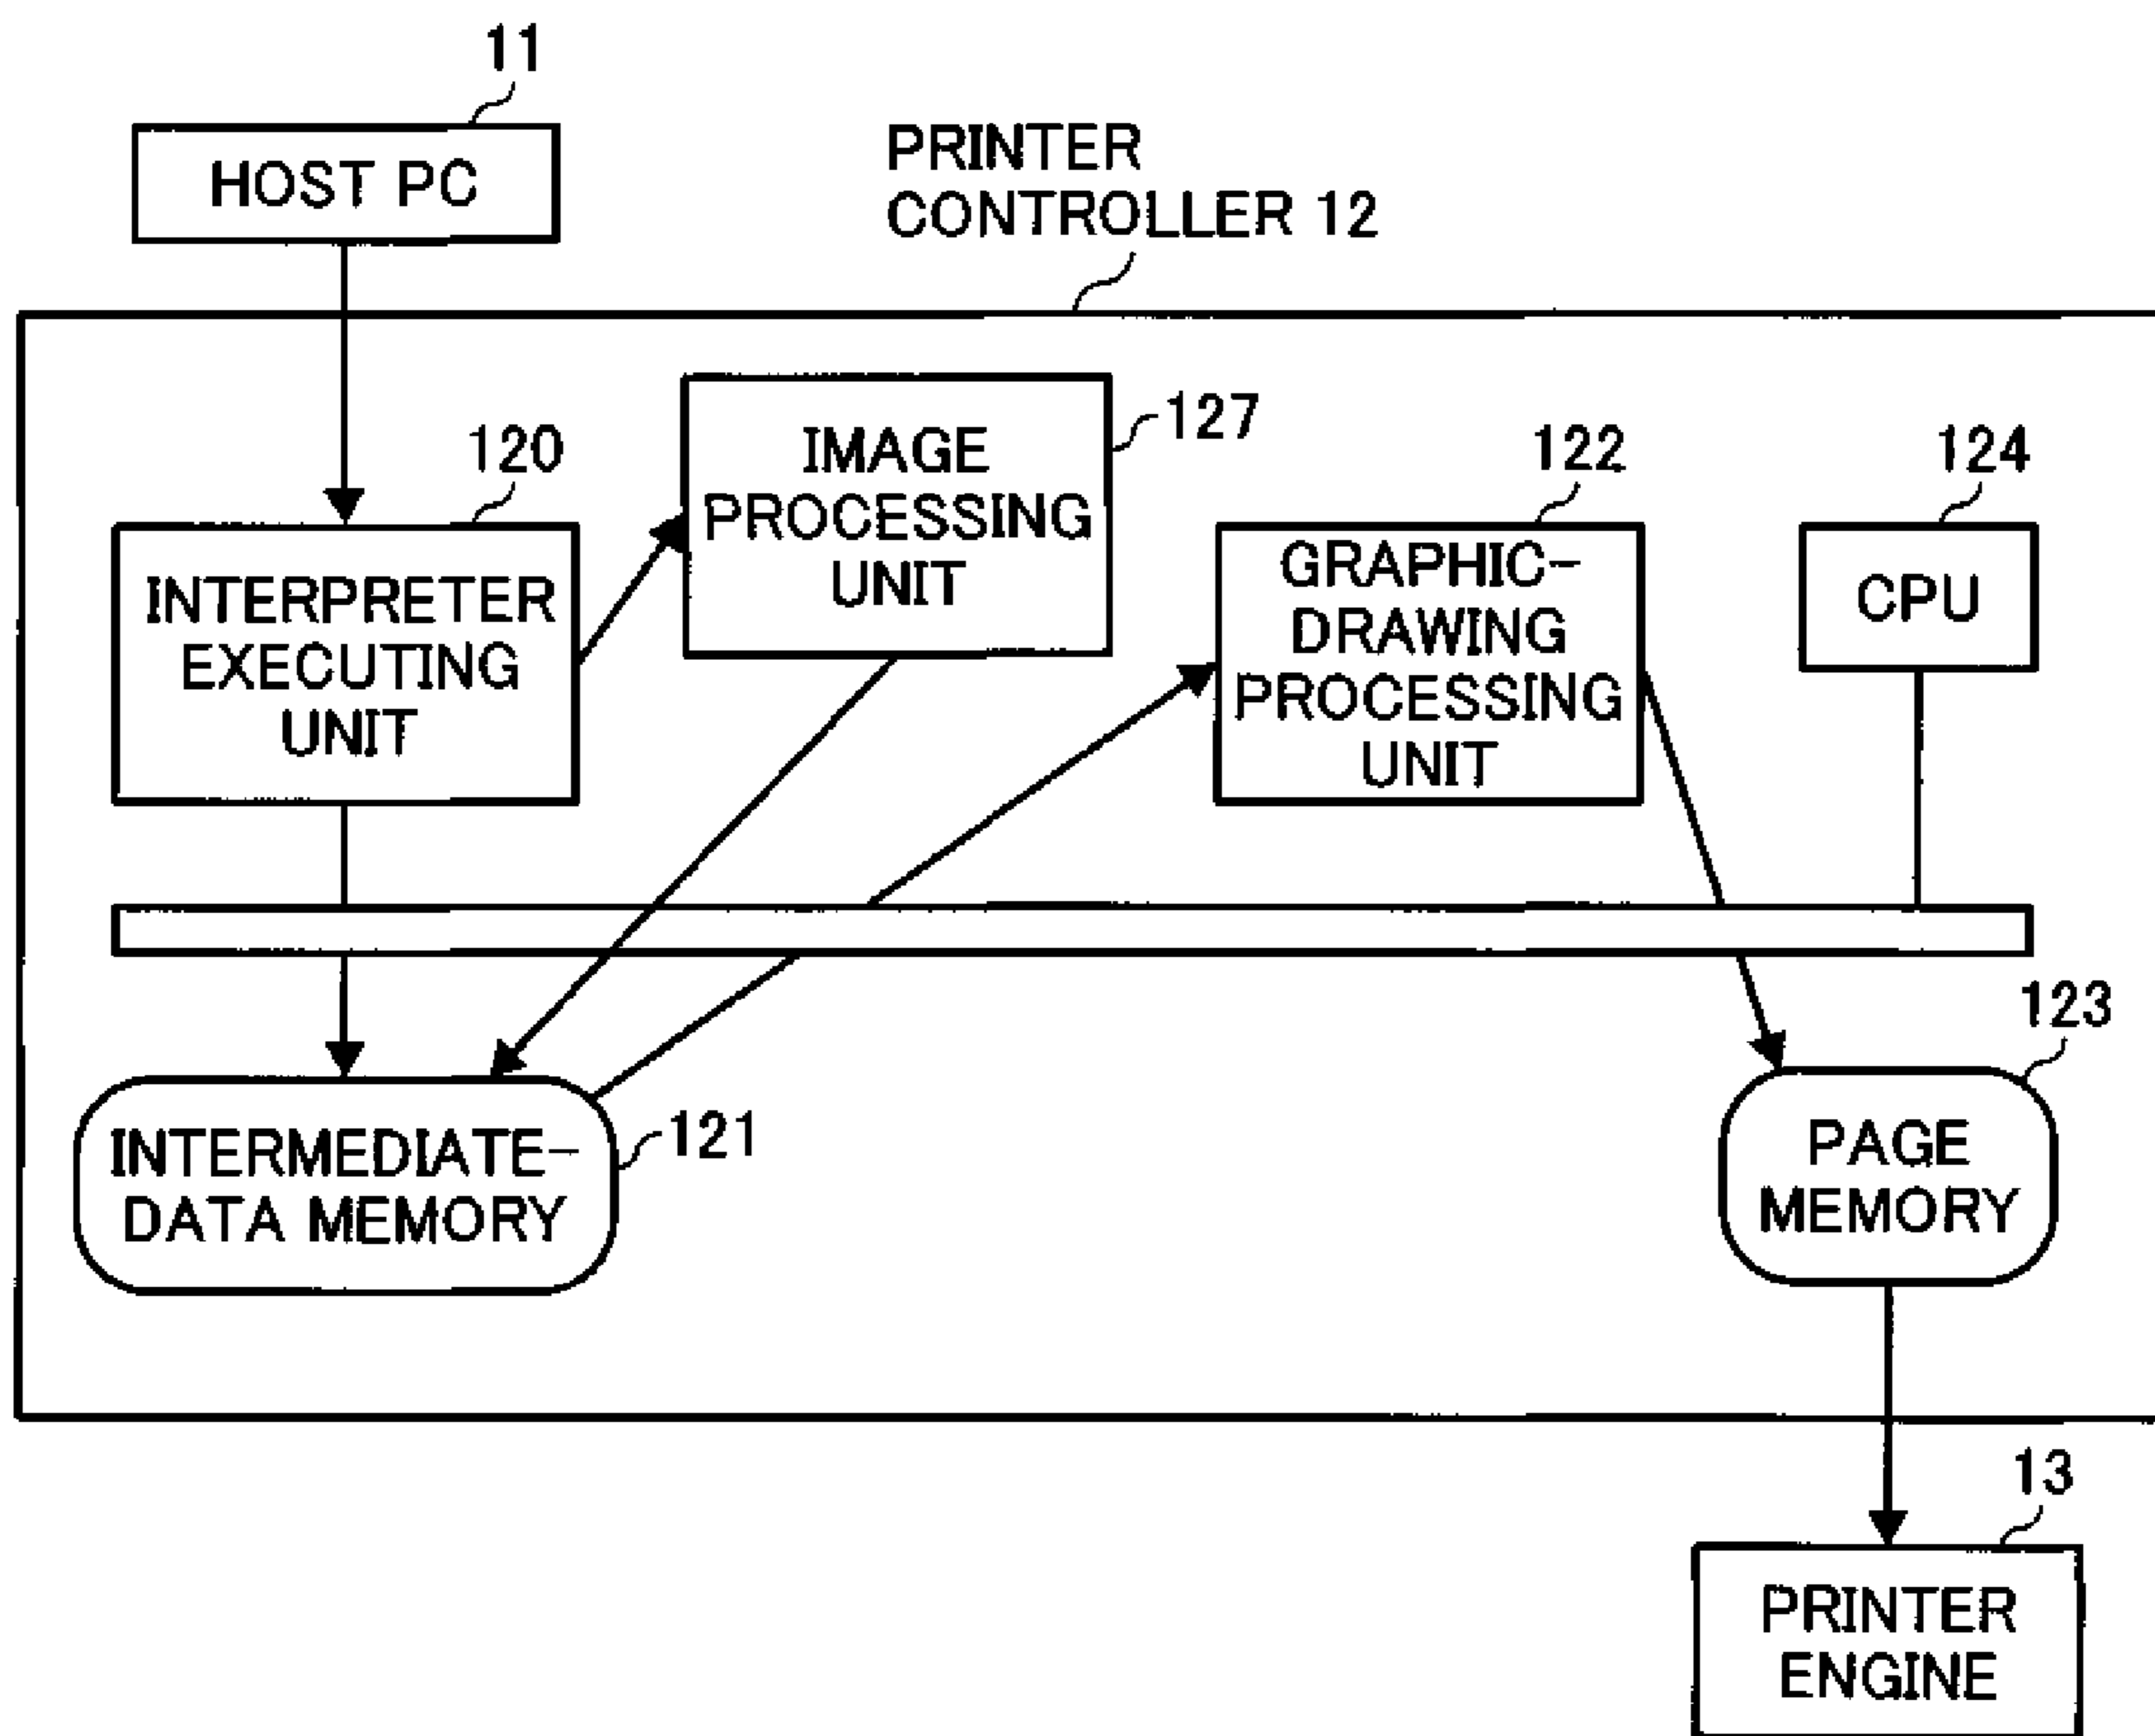 11
HOST PC
PRINTER
CONTROLLER 12
127
IMAGE
PROCESSING
UNIT
120
INTERPRETER
EXECUTING
UNIT
122
GRAPHIC-
DRAWING
PROCESSING
UNIT
124
CPU
121
INTERMEDIATE-
DATA MEMORY
123
PAGE
MEMORY
13
PRINTER
ENGINE